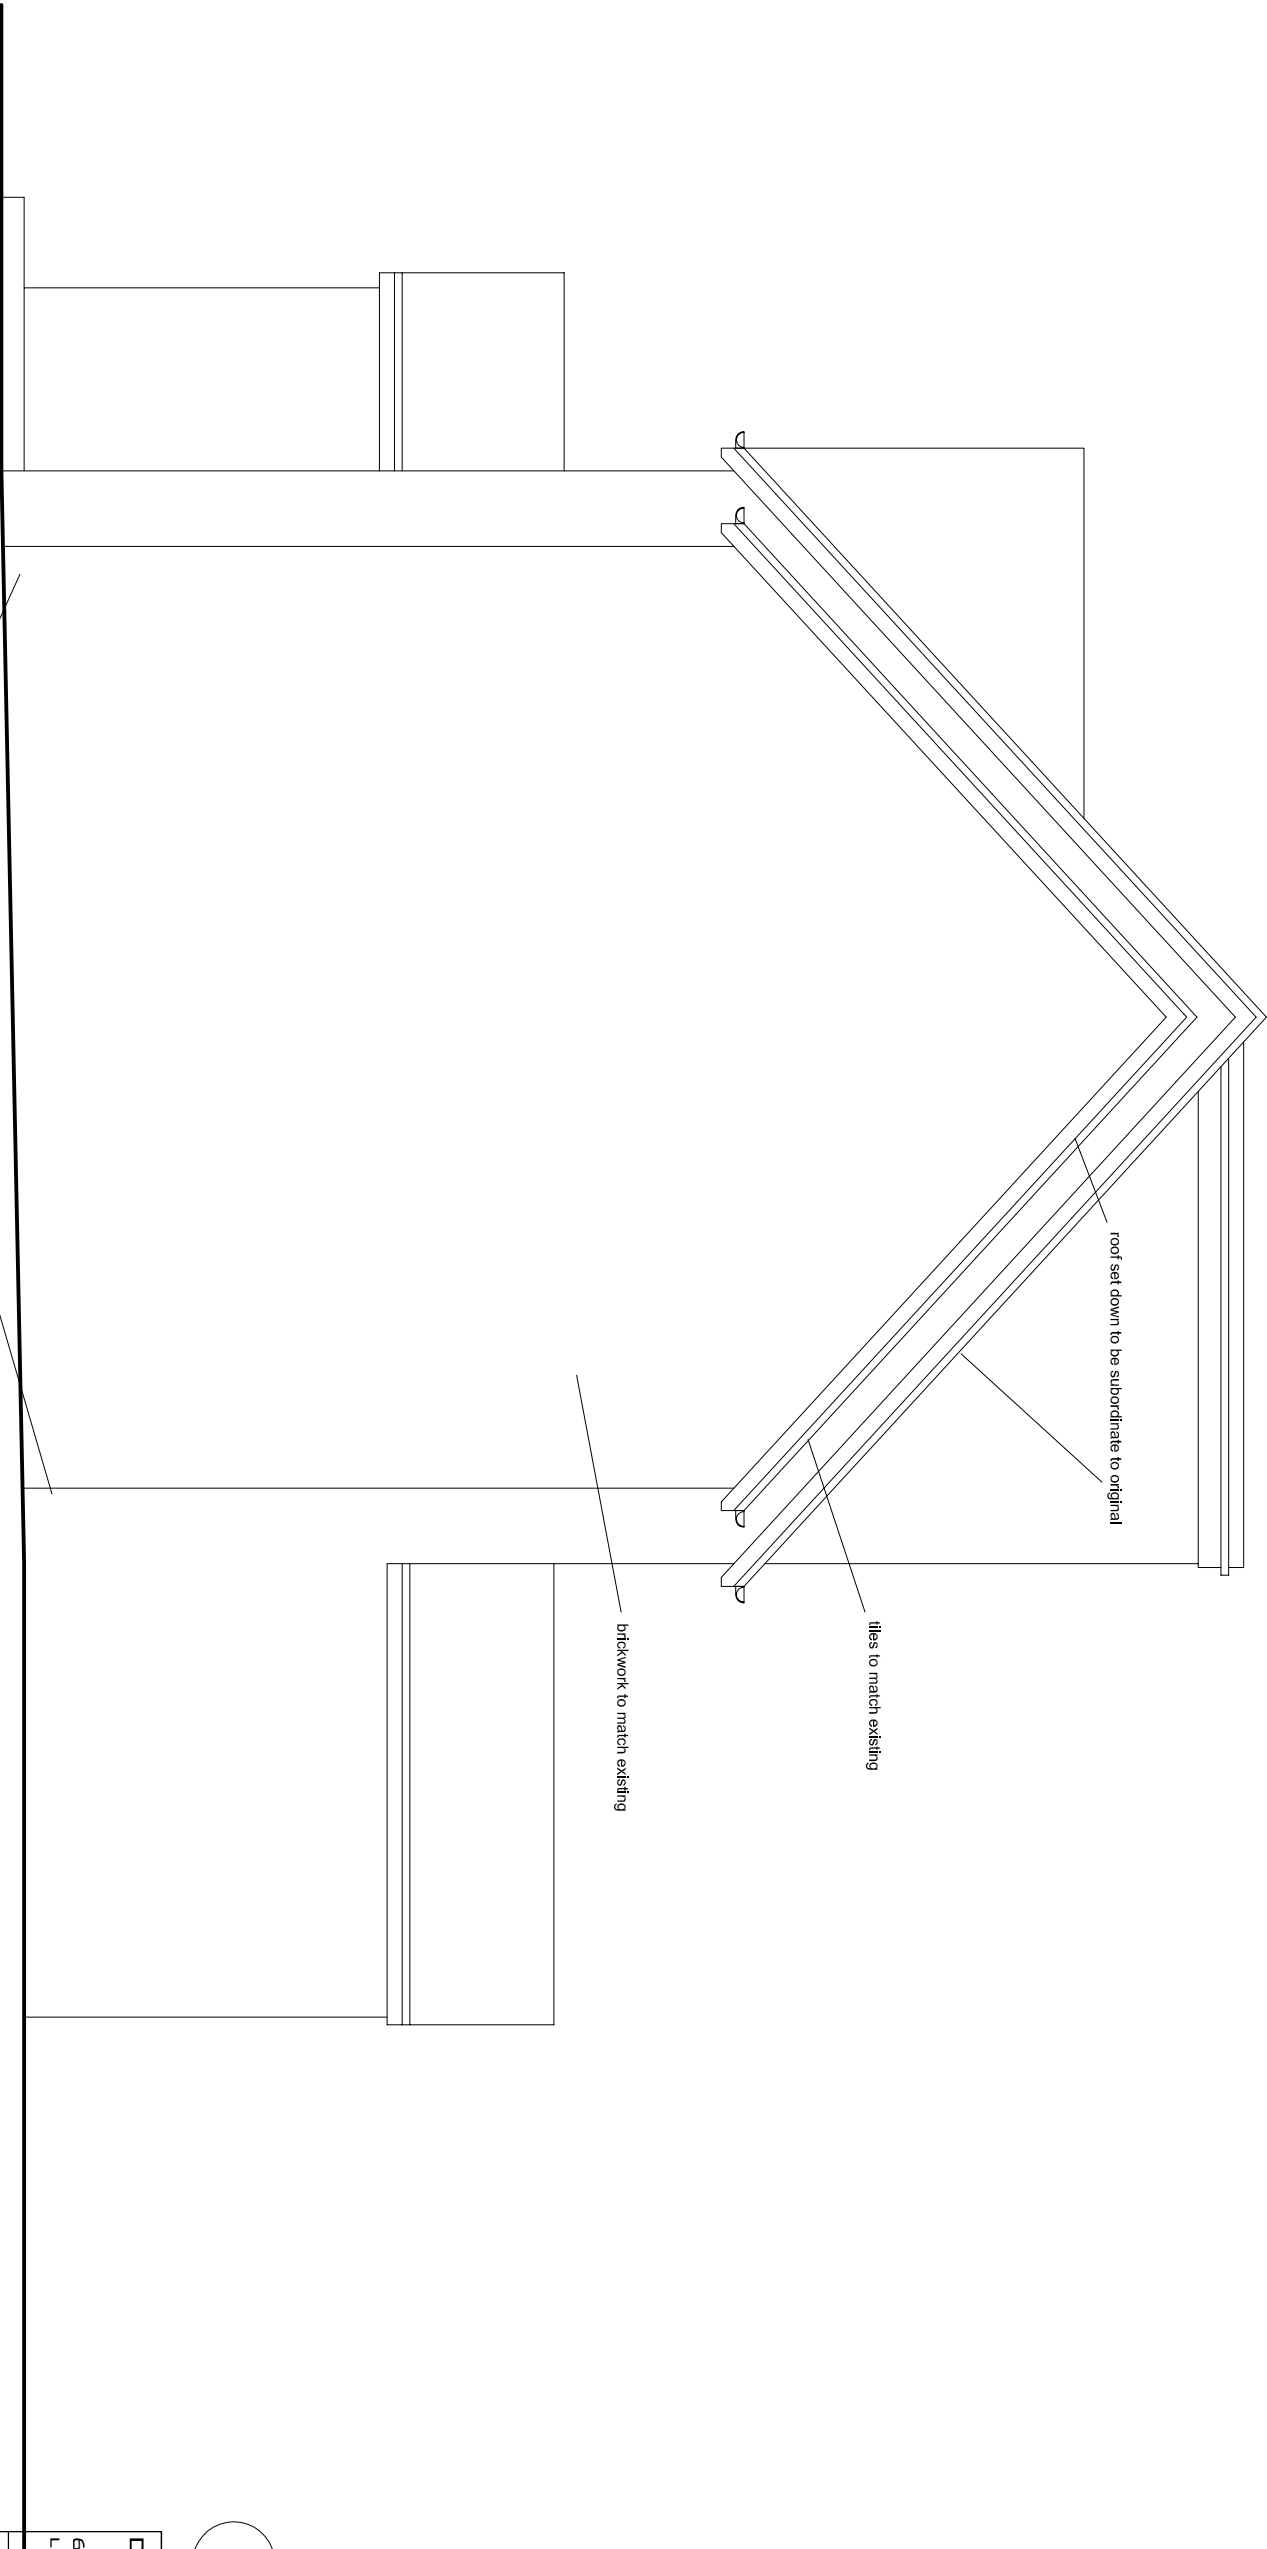 roof set down to be subordinate to original
tiles to match existing
brickwork to match existing